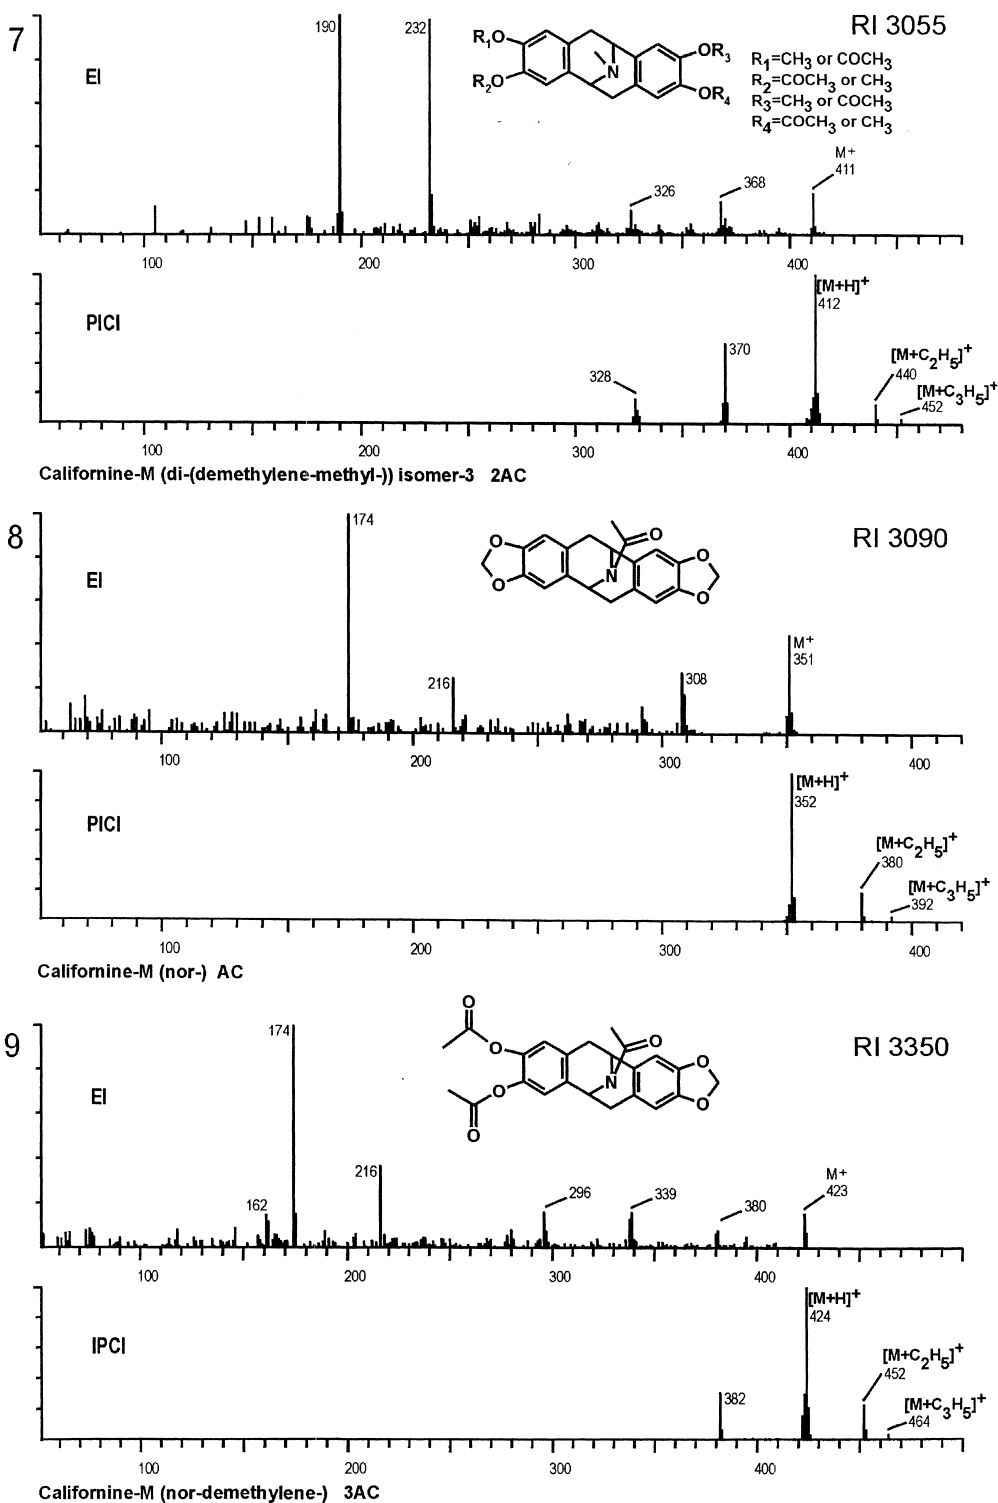 7
EI
190
232
R1O
R2O
N
OR3
OR4
RI 3055
R1=CH3 or COCH3
R2=COCH3 or CH3
R3=CH3 or COCH3
R4=COCH3 or CH3
326
368
M+
411
100 200 300 400
PICI
328
370
[M+H]+
412
[M+C2H5]+
440
[M+C3H5]+
452
100 200 300 400
Californine-M (di-(demethylene-methyl-)) isomer-3 2AC
8
EI
174
216
O
O
N
O
O
O
RI 3090
308
M+
351
100 200 300 400
PICI
[M+H]+
352
[M+C2H5]+
380
[M+C3H5]+
392
100 200 300 400
Californine-M (nor-) AC
9
EI
162
174
216
O
O
O
O
N
O
O
O
RI 3350
296
339
380
M+
423
100 200 300 400
IPCI
382
[M+H]+
424
[M+C2H5]+
452
[M+C3H5]+
464
100 200 300 400
Californine-M (nor-demethylene-) 3AC